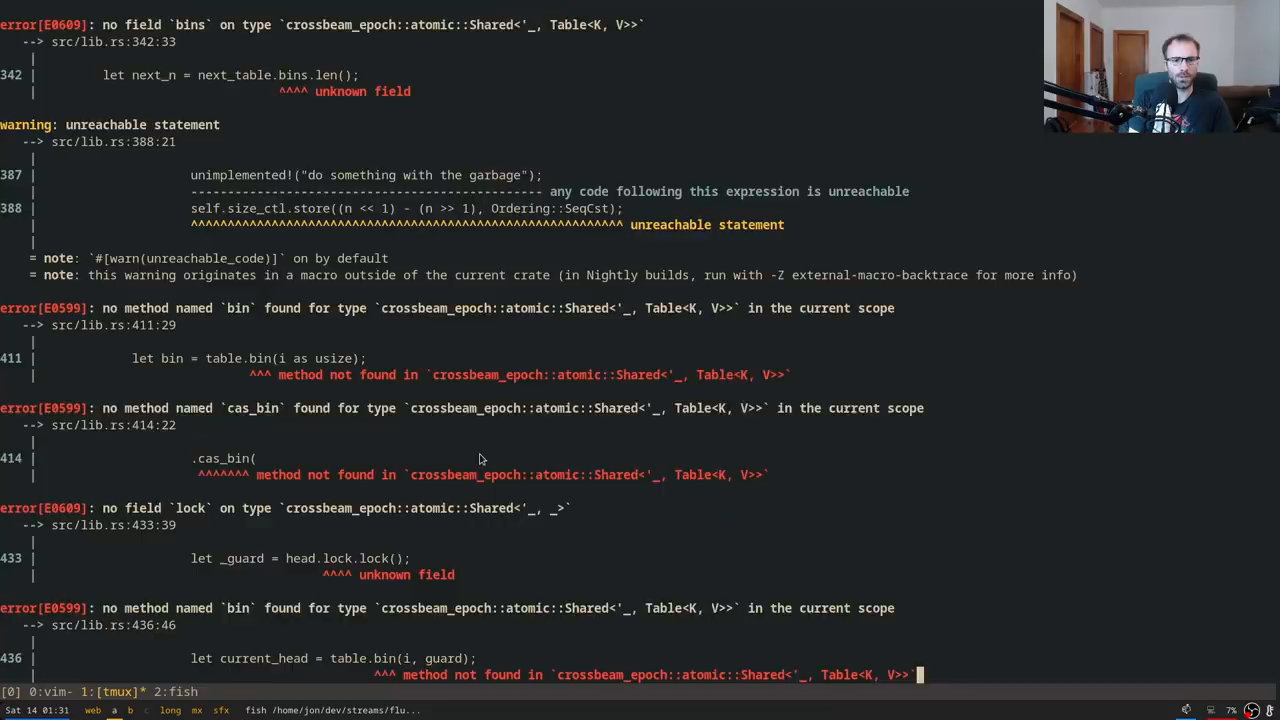 error[E0609]: no field `bins` on type `crossbeam_epoch::atomic::Shared<'_, Table<K, V>>`
   --> src/lib.rs:342:33
    |
342 |         let next_n = next_table.bins.len();
    |                                 ^^^^ unknown field

warning: unreachable statement
   --> src/lib.rs:388:21
    |
387 |                     unimplemented!("do something with the garbage");
    |                     ------------------------------------------------ any code following this expression is unreachable
388 |                     self.size_ctl.store((n << 1) - (n >> 1), Ordering::SeqCst);
    |                     ^^^^^^^^^^^^^^^^^^^^^^^^^^^^^^^^^^^^^^^^^^^^^^^^^^^^^^^^^^^ unreachable statement
    |
    = note: `#[warn(unreachable_code)]` on by default
    = note: this warning originates in a macro outside of the current crate (in Nightly builds, run with -Z external-macro-backtrace for more info)

error[E0599]: no method named `bin` found for type `crossbeam_epoch::atomic::Shared<'_, Table<K, V>>` in the current scope
   --> src/lib.rs:411:29
    |
411 |             let bin = table.bin(i as usize);
    |                             ^^^ method not found in `crossbeam_epoch::atomic::Shared<'_, Table<K, V>>`

error[E0599]: no method named `cas_bin` found for type `crossbeam_epoch::atomic::Shared<'_, Table<K, V>>` in the current scope
   --> src/lib.rs:414:22
    |
414 |                     .cas_bin(
    |                      ^^^^^^^ method not found in `crossbeam_epoch::atomic::Shared<'_, Table<K, V>>`

error[E0609]: no field `lock` on type `crossbeam_epoch::atomic::Shared<'_, _>`
   --> src/lib.rs:433:39
    |
433 |                     let _guard = head.lock.lock();
    |                                       ^^^^ unknown field

error[E0599]: no method named `bin` found for type `crossbeam_epoch::atomic::Shared<'_, Table<K, V>>` in the current scope
   --> src/lib.rs:436:46
    |
436 |                     let current_head = table.bin(i, guard);
    |                                              ^^^ method not found in `crossbeam_epoch::atomic::Shared<'_, Table<K, V>>`
[0] 0:vim- 1:[tmux]* 2:fish
Sat 14 01:31 web a b c long mx sfx fish /home/jon/dev/streams/flu... 7%